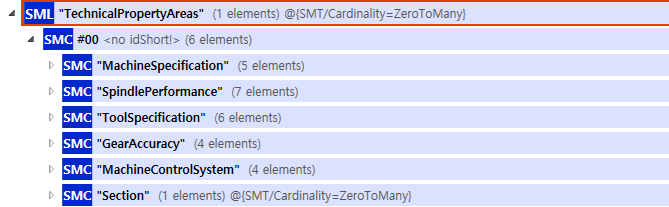 SML "TechnicalPropertyAreas" (1 elements) @{SMT/Cardinality=ZeroToMany}
SMC #00 <no idShort!> (6 elements)
SMC "MachineSpecification" (5 elements)
SMC "SpindlePerformance" (7 elements)
SMC "ToolSpecification" (6 elements)
SMC "GearAccuracy" (4 elements)
SMC "MachineControlSystem" (4 elements)
SMC "Section" (1 elements) @{SMT/Cardinality=ZeroToMany}